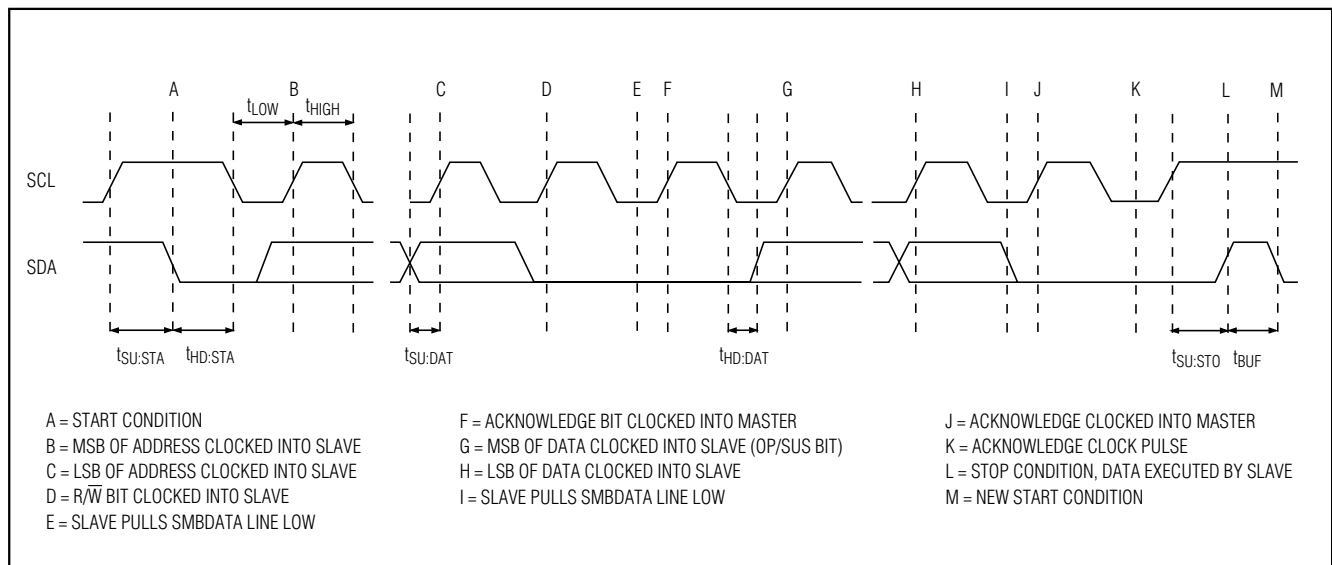 A B C D E F G H I J K L M
tLOW tHIGH
SCL
SDA
tSU:STA tHD:STA tSU:DAT tHD:DAT tSU:STO tBUF
A = START CONDITION
B = MSB OF ADDRESS CLOCKED INTO SLAVE
C = LSB OF ADDRESS CLOCKED INTO SLAVE
D = R/W̅ BIT CLOCKED INTO SLAVE
E = SLAVE PULLS SMBDATA LINE LOW
F = ACKNOWLEDGE BIT CLOCKED INTO MASTER
G = MSB OF DATA CLOCKED INTO SLAVE (OP/SUS BIT)
H = LSB OF DATA CLOCKED INTO SLAVE
I = SLAVE PULLS SMBDATA LINE LOW
J = ACKNOWLEDGE CLOCKED INTO MASTER
K = ACKNOWLEDGE CLOCK PULSE
L = STOP CONDITION, DATA EXECUTED BY SLAVE
M = NEW START CONDITION